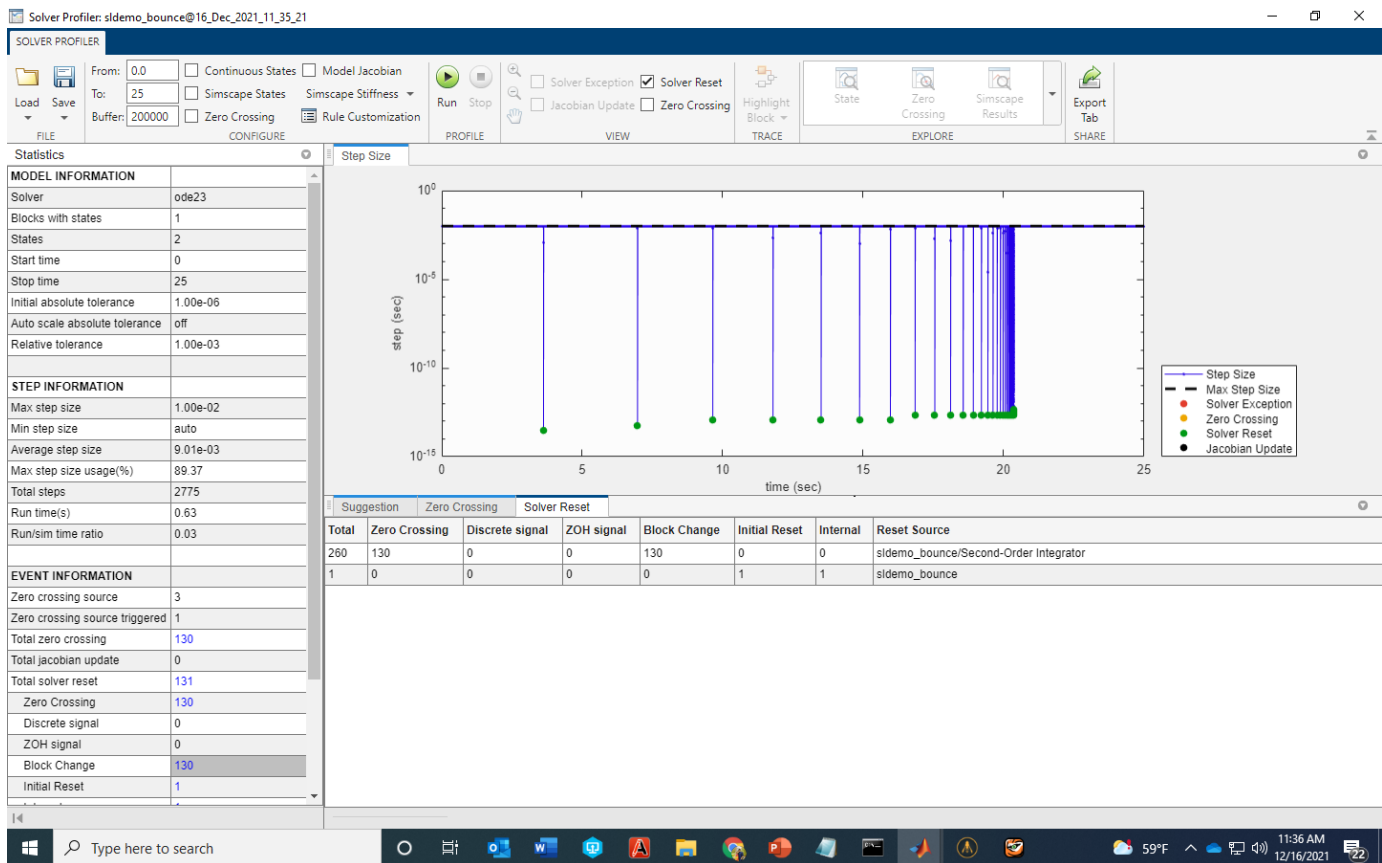 Solver Profiler: sldemo_bounce@16_Dec_2021_11_35_21
SOLVER PROFILER
Load
Save
FILE
From: 0.0
To: 25
Buffer: 200000
Continuous States
Model Jacobian
Simscape States
Simscape Stiffness
Zero Crossing
Rule Customization
CONFIGURE
Run
Stop
PROFILE
Solver Exception
Solver Reset
Jacobian Update
Zero Crossing
VIEW
Highlight
Block
TRACE
State
Zero
Crossing
Simscape
Results
EXPLORE
Export
Tab
SHARE
Statistics
MODEL INFORMATION
Solver ode23
Blocks with states 1
States 2
Start time 0
Stop time 25
Initial absolute tolerance 1.00e-06
Auto scale absolute tolerance off
Relative tolerance 1.00e-03
STEP INFORMATION
Max step size 1.00e-02
Min step size auto
Average step size 9.01e-03
Max step size usage(%) 89.37
Total steps 2775
Run time(s) 0.63
Run/sim time ratio 0.03
EVENT INFORMATION
Zero crossing source 3
Zero crossing source triggered 1
Total zero crossing 130
Total jacobian update 0
Total solver reset 131
Zero Crossing 130
Discrete signal 0
ZOH signal 0
Block Change 130
Initial Reset 1
Step Size
10^0
10^-5
10^-10
10^-15
step (sec)
0 5 10 15 20 25
time (sec)
Step Size
Max Step Size
Solver Exception
Zero Crossing
Solver Reset
Jacobian Update
Suggestion Zero Crossing Solver Reset
Total Zero Crossing Discrete signal ZOH signal Block Change Initial Reset Internal Reset Source
260 130 0 0 130 0 0 sldemo_bounce/Second-Order Integrator
1 0 0 0 0 1 1 sldemo_bounce
Type here to search
59°F
11:36 AM
12/16/2021
22